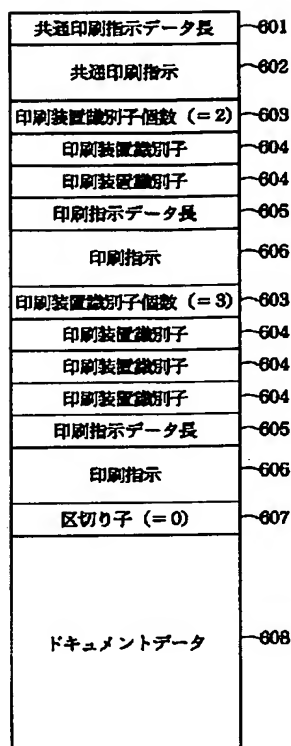 共通印刷指示データ長 601
共通印刷指示 602
印刷装置識別子個数 (=2) 603
印刷装置識別子 604
印刷装置識別子 604
印刷指示データ長 605
印刷指示 606
印刷装置識別子個数 (=3) 603
印刷装置識別子 604
印刷装置識別子 604
印刷装置識別子 604
印刷指示データ長 605
印刷指示 606
区切り子 (=0) 607
ドキュメントデータ 608